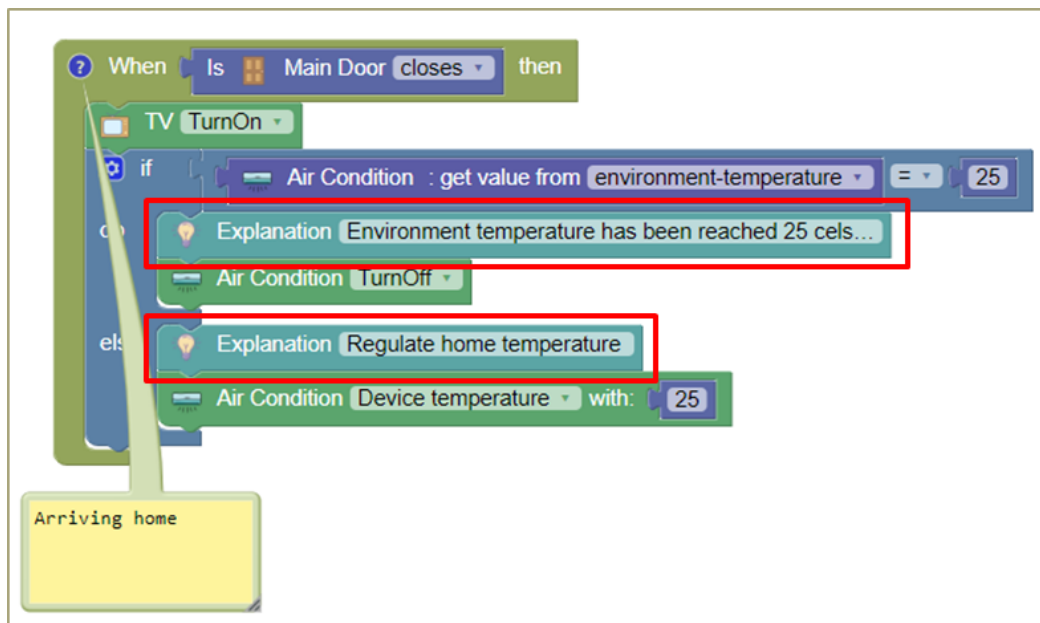 ? When Is Main Door closes then
TV TurnOn
if Air Condition : get value from environment-temperature = 25
do Explanation Environment temperature has been reached 25 cels...
Air Condition TurnOff
else Explanation Regulate home temperature
Air Condition Device temperature with: 25
Arriving home